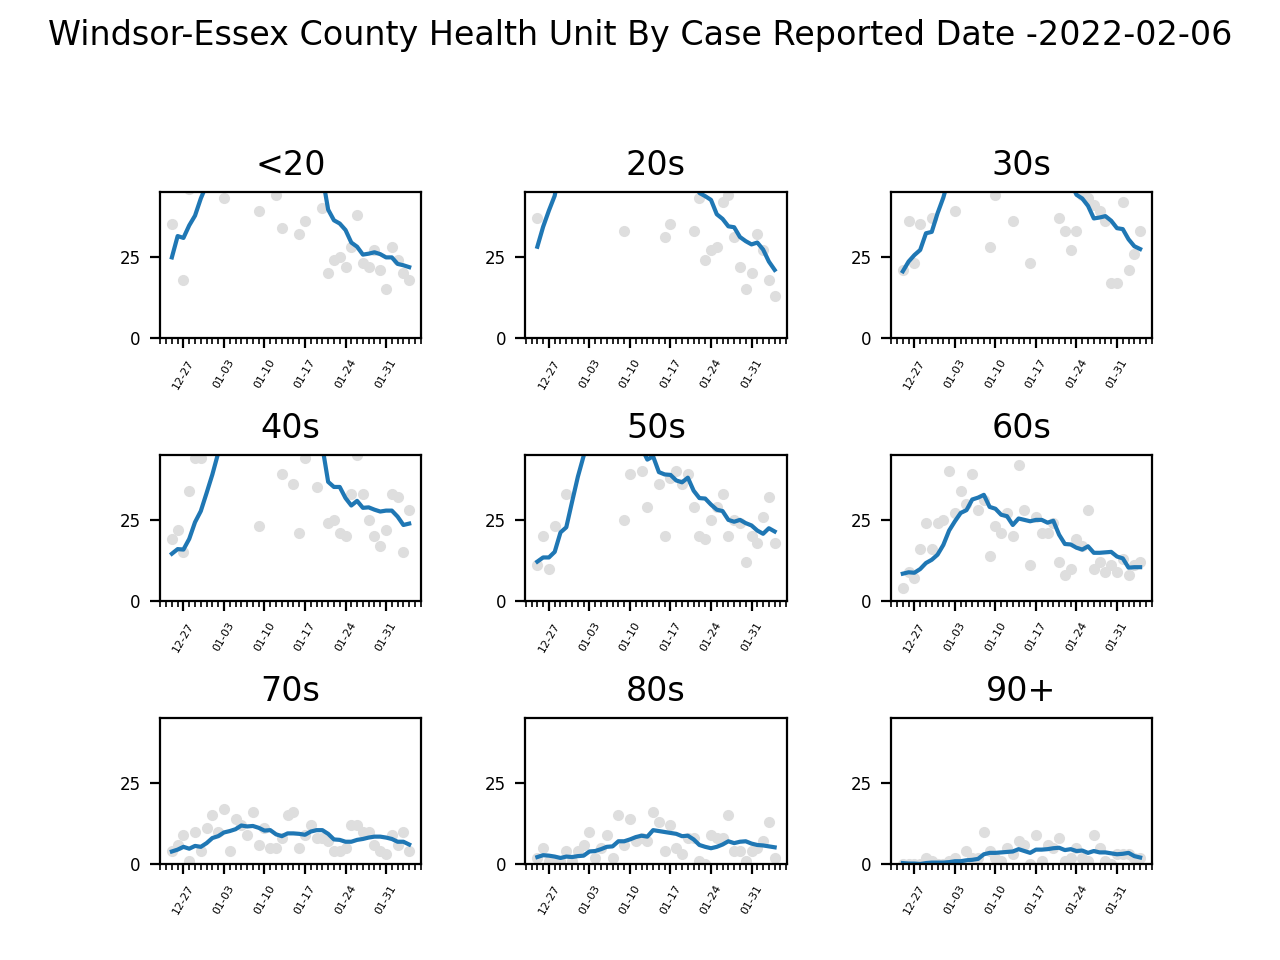 Windsor-Essex County Health Unit By Case Reported Date -2022-02-06
<20 20s 30s
25 25 25
0 0 0
12-27 01-03 01-10 01-17 01-24 01-31 12-27 01-03 01-10 01-17 01-24 01-31 12-27 01-03 01-10 01-17 01-24 01-31
40s 50s 60s
25 25 25
0 0 0
12-27 01-03 01-10 01-17 01-24 01-31 12-27 01-03 01-10 01-17 01-24 01-31 12-27 01-03 01-10 01-17 01-24 01-31
70s 80s 90+
25 25 25
0 0 0
12-27 01-03 01-10 01-17 01-24 01-31 12-27 01-03 01-10 01-17 01-24 01-31 12-27 01-03 01-10 01-17 01-24 01-31